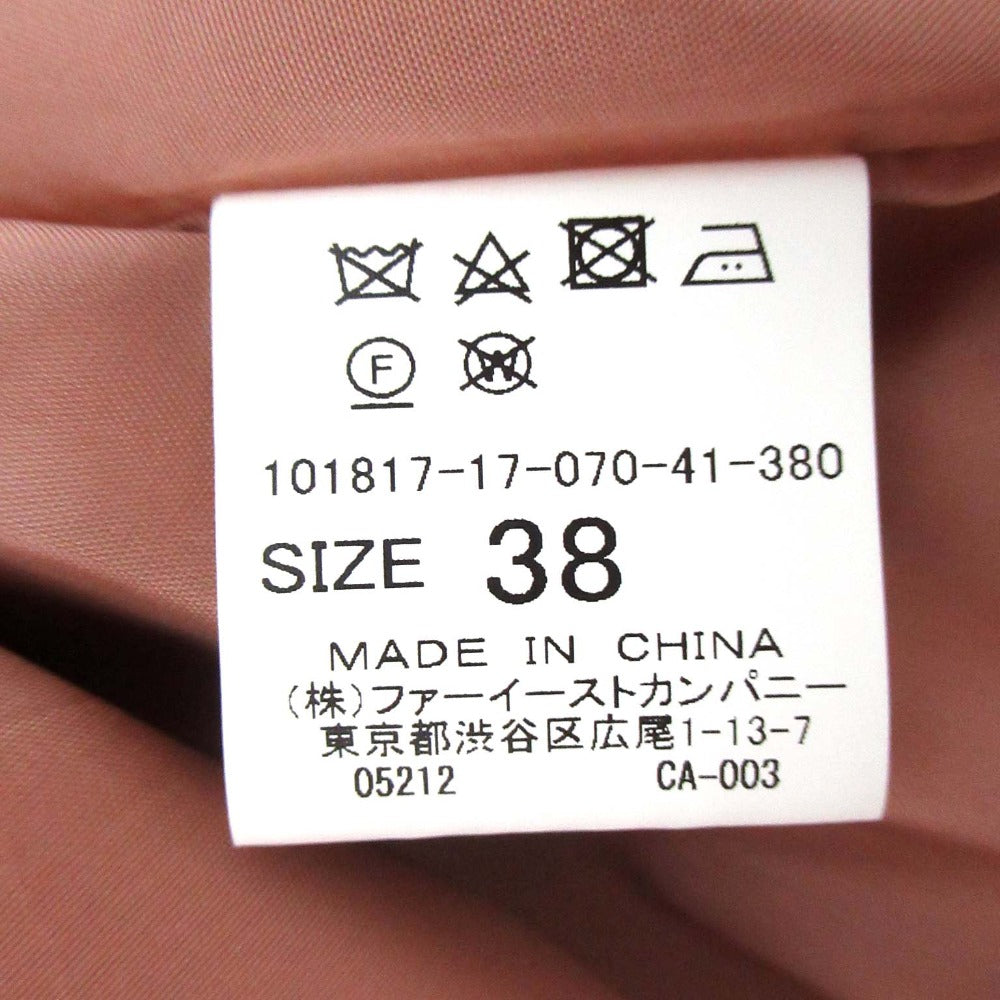 F W
101817-17-070-41-380
SIZE 38
MADE IN CHINA
(株)ファーイーストカンパニー
東京都渋谷区広尾1-13-7
05212 CA-003